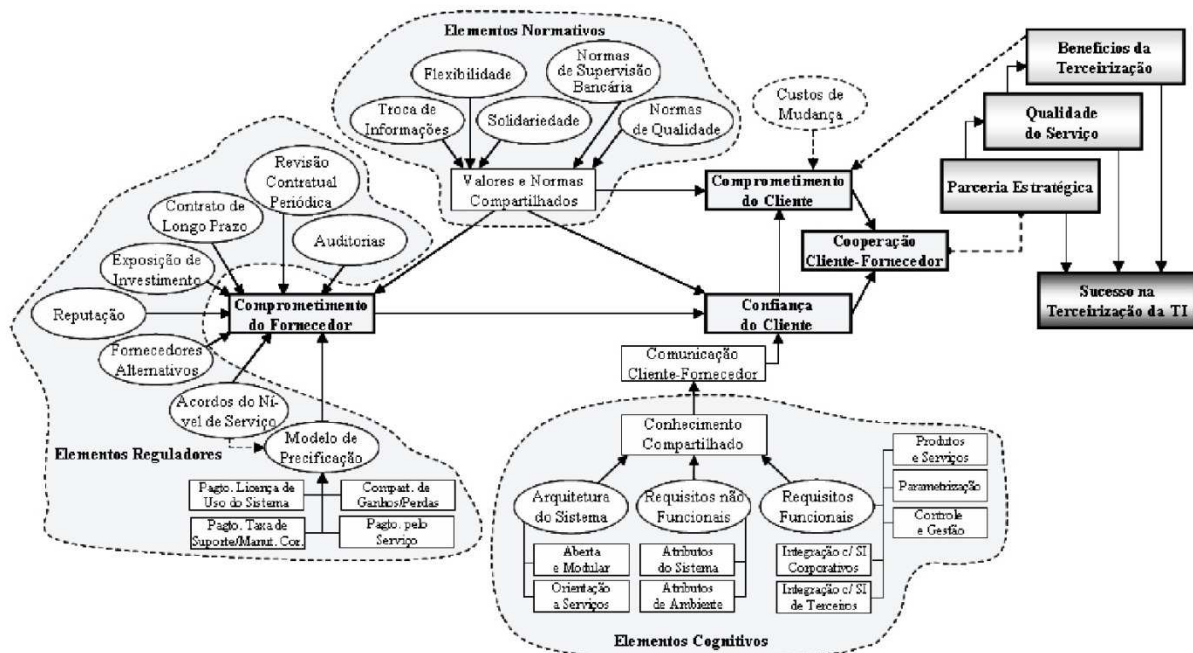 Elementos Normativos
Flexibilidade
Normas
de Supervisão
Bancária
Troca de
Informações
Solidariedade
Normas
de Qualidade
Valores e Normas
Compartilhados
Custos de
Mudança
Benefícios da
Terceirização
Qualidade
do Serviço
Parceria Estratégica
Comprometimento
do Cliente
Cooperação
Cliente-Fornecedor
Sucesso na
Terceirização da TI
Revisão
Contratual
Periódica
Contrato de
Longo Prazo
Auditorias
Exposição de
Investimento
Reputação
Comprometimento
do Fornecedor
Confiança
do Cliente
Fornecedores
Alternativos
Acordos do Ní-
vel de Serviço
Modelo de
Precificação
Elementos Reguladores
Pagto. Licença de
Uso do Sistema
Compart. de
Ganhos/Perdas
Pagto. Taxa de
Suporte/Manut. Cor.
Pagto. pelo
Serviço
Comunicação
Cliente-Fornecedor
Conhecimento
Compartilhado
Arquitetura
do Sistema
Requisitos não
Funcionais
Requisitos
Funcionais
Produtos
e Serviços
Parametrização
Controle
e Gestão
Aberta
e Modular
Orientação
a Serviços
Atributos
do Sistema
Atributos
de Ambiente
Integração c/ SI
Corporativos
Integração c/ SI
de Terceiros
Elementos Cognitivos